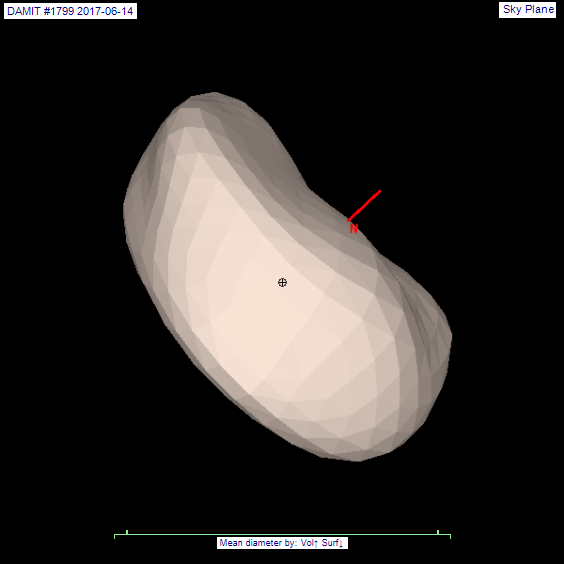 DAMIT #1799 2017-06-14
Sky Plane
N
Mean diameter by: Vol↑ Surf↓